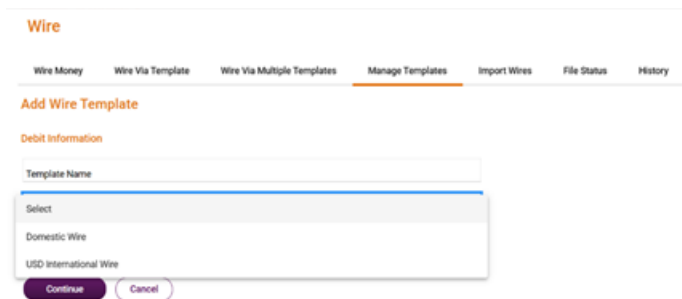 Wire
Wire Money Wire Via Template Wire Via Multiple Templates Manage Templates Import Wires File Status History
Add Wire Template
Debit Information
Template Name
Select
Domestic Wire
USD International Wire
Continue Cancel